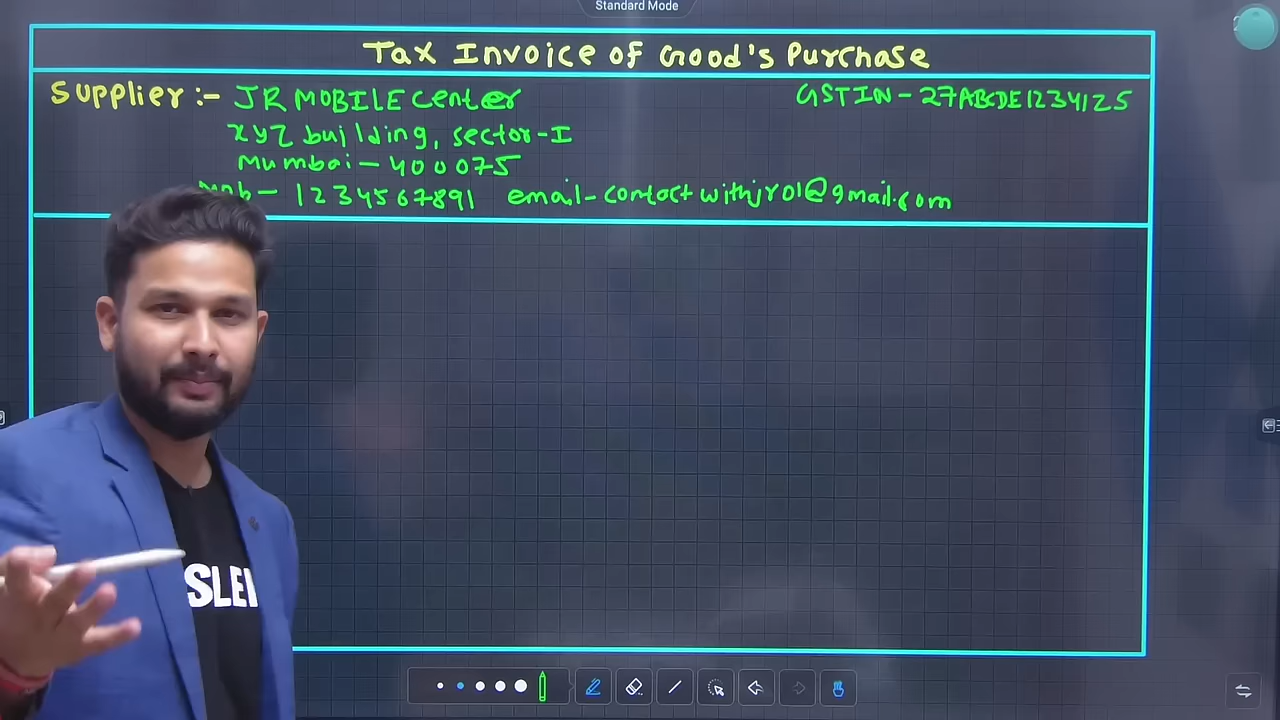 Standard Mode
Tax Invoice of Good's Purchase
Supplier :- JR MOBILE Center GSTIN - 27ABCDE1234125
xyz building, sector-I
Mumbai - 400075
1234567891 email-contactwithjr01@gmail.com
SLE